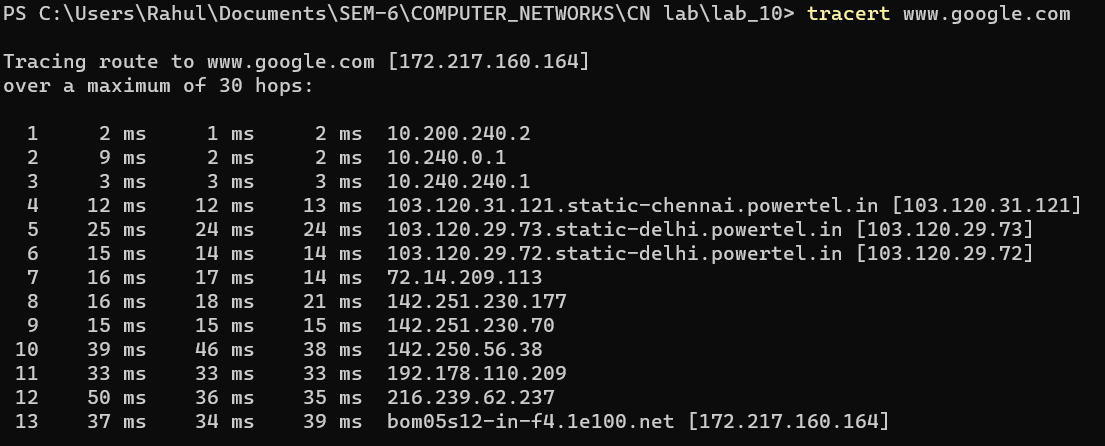 PS C:\Users\Rahul\Documents\SEM-6\COMPUTER_NETWORKS\CN lab\lab_10> tracert www.google.com
Tracing route to www.google.com [172.217.160.164]
over a maximum of 30 hops:
1 2 ms 1 ms 2 ms 10.200.240.2
2 9 ms 2 ms 2 ms 10.240.0.1
3 3 ms 3 ms 3 ms 10.240.240.1
4 12 ms 12 ms 13 ms 103.120.31.121.static-chennai.powertel.in [103.120.31.121]
5 25 ms 24 ms 24 ms 103.120.29.73.static-delhi.powertel.in [103.120.29.73]
6 15 ms 14 ms 14 ms 103.120.29.72.static-delhi.powertel.in [103.120.29.72]
7 16 ms 17 ms 14 ms 72.14.209.113
8 16 ms 18 ms 21 ms 142.251.230.177
9 15 ms 15 ms 15 ms 142.251.230.70
10 39 ms 46 ms 38 ms 142.250.56.38
11 33 ms 33 ms 33 ms 192.178.110.209
12 50 ms 36 ms 35 ms 216.239.62.237
13 37 ms 34 ms 39 ms bom05s12-in-f4.1e100.net [172.217.160.164]